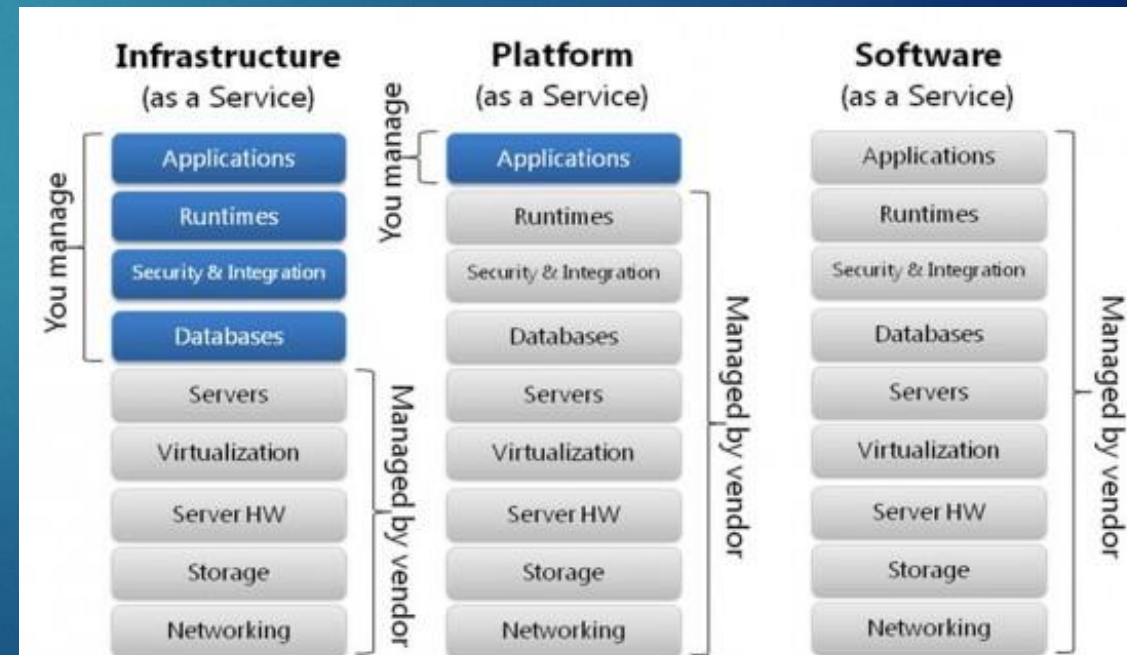 Infrastructure
(as a Service)
You manage
Applications
Runtimes
Security & Integration
Databases
Servers
Virtualization
Server HW
Storage
Networking
Managed by vendor
Platform
(as a Service)
You manage
Applications
Runtimes
Security & Integration
Databases
Servers
Virtualization
Server HW
Storage
Networking
Managed by vendor
Software
(as a Service)
Applications
Runtimes
Security & Integration
Databases
Servers
Virtualization
Server HW
Storage
Networking
Managed by vendor